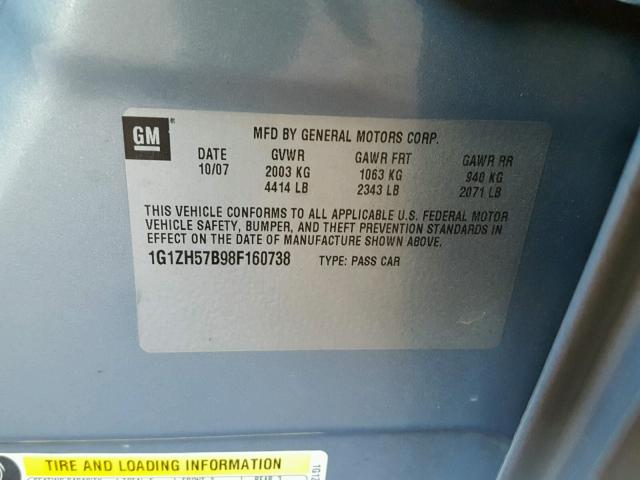 GM
MFD BY GENERAL MOTORS CORP.
DATE GVWR GAWR FRT GAWR RR
10/07 2003 KG 1063 KG 940 KG
4414 LB 2343 LB 2071 LB
THIS VEHICLE CONFORMS TO ALL APPLICABLE U.S. FEDERAL MOTOR
VEHICLE SAFETY, BUMPER, AND THEFT PREVENTION STANDARDS IN
EFFECT ON THE DATE OF MANUFACTURE SHOWN ABOVE.
1G1ZH57B98F160738 TYPE: PASS CAR
TIRE AND LOADING INFORMATION